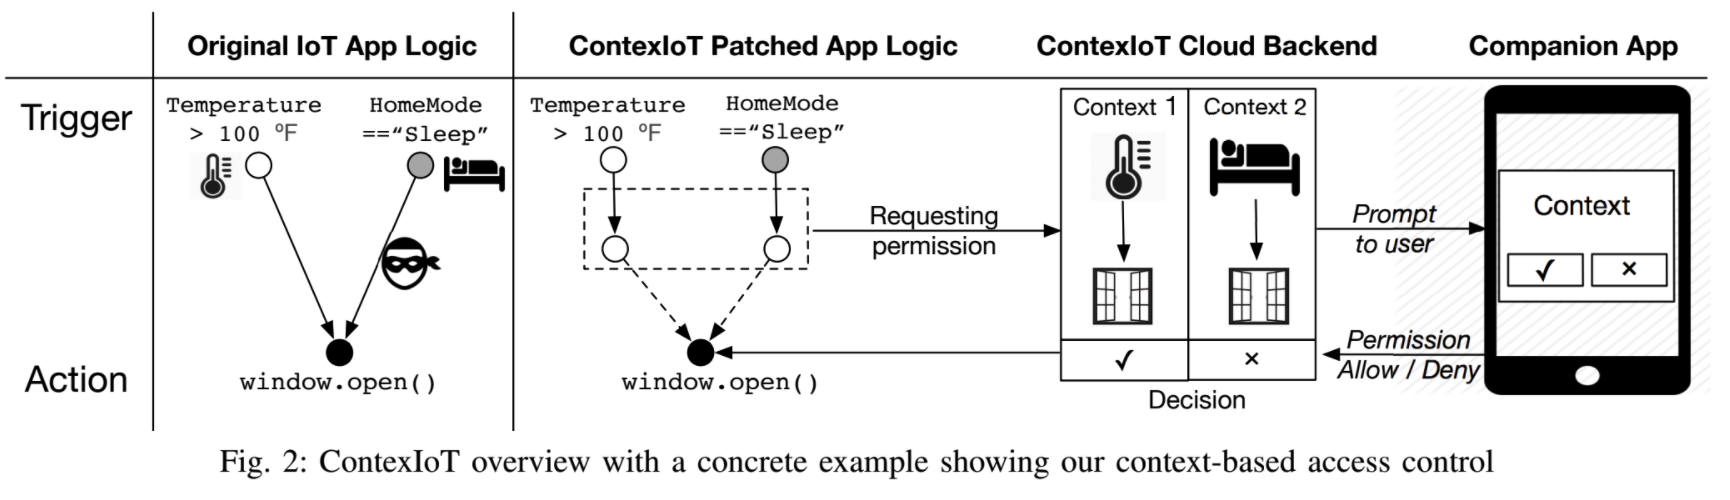 Original IoT App Logic
ContexIoT Patched App Logic
ContexIoT Cloud Backend
Companion App
Trigger
Temperature
> 100 ºF
HomeMode
==“Sleep”
Temperature
> 100 ºF
HomeMode
==“Sleep”
Requesting
permission
Context 1
Context 2
Prompt
to user
Context
✓
×
Action
window.open()
window.open()
✓
×
Decision
Permission
Allow / Deny
Fig. 2: ContexIoT overview with a concrete example showing our context-based access control